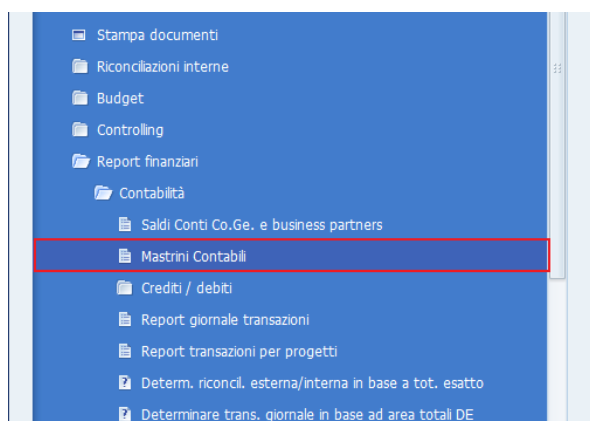 Stampa documenti
Riconciliazioni interne
Budget
Controlling
Report finanziari
Contabilità
Saldi Conti Co.Ge. e business partners
Mastrini Contabili
Crediti / debiti
Report giornale transazioni
Report transazioni per progetti
Determ. riconcil. esterna/interna in base a tot. esatto
Determinare trans. giornale in base ad area totali DE